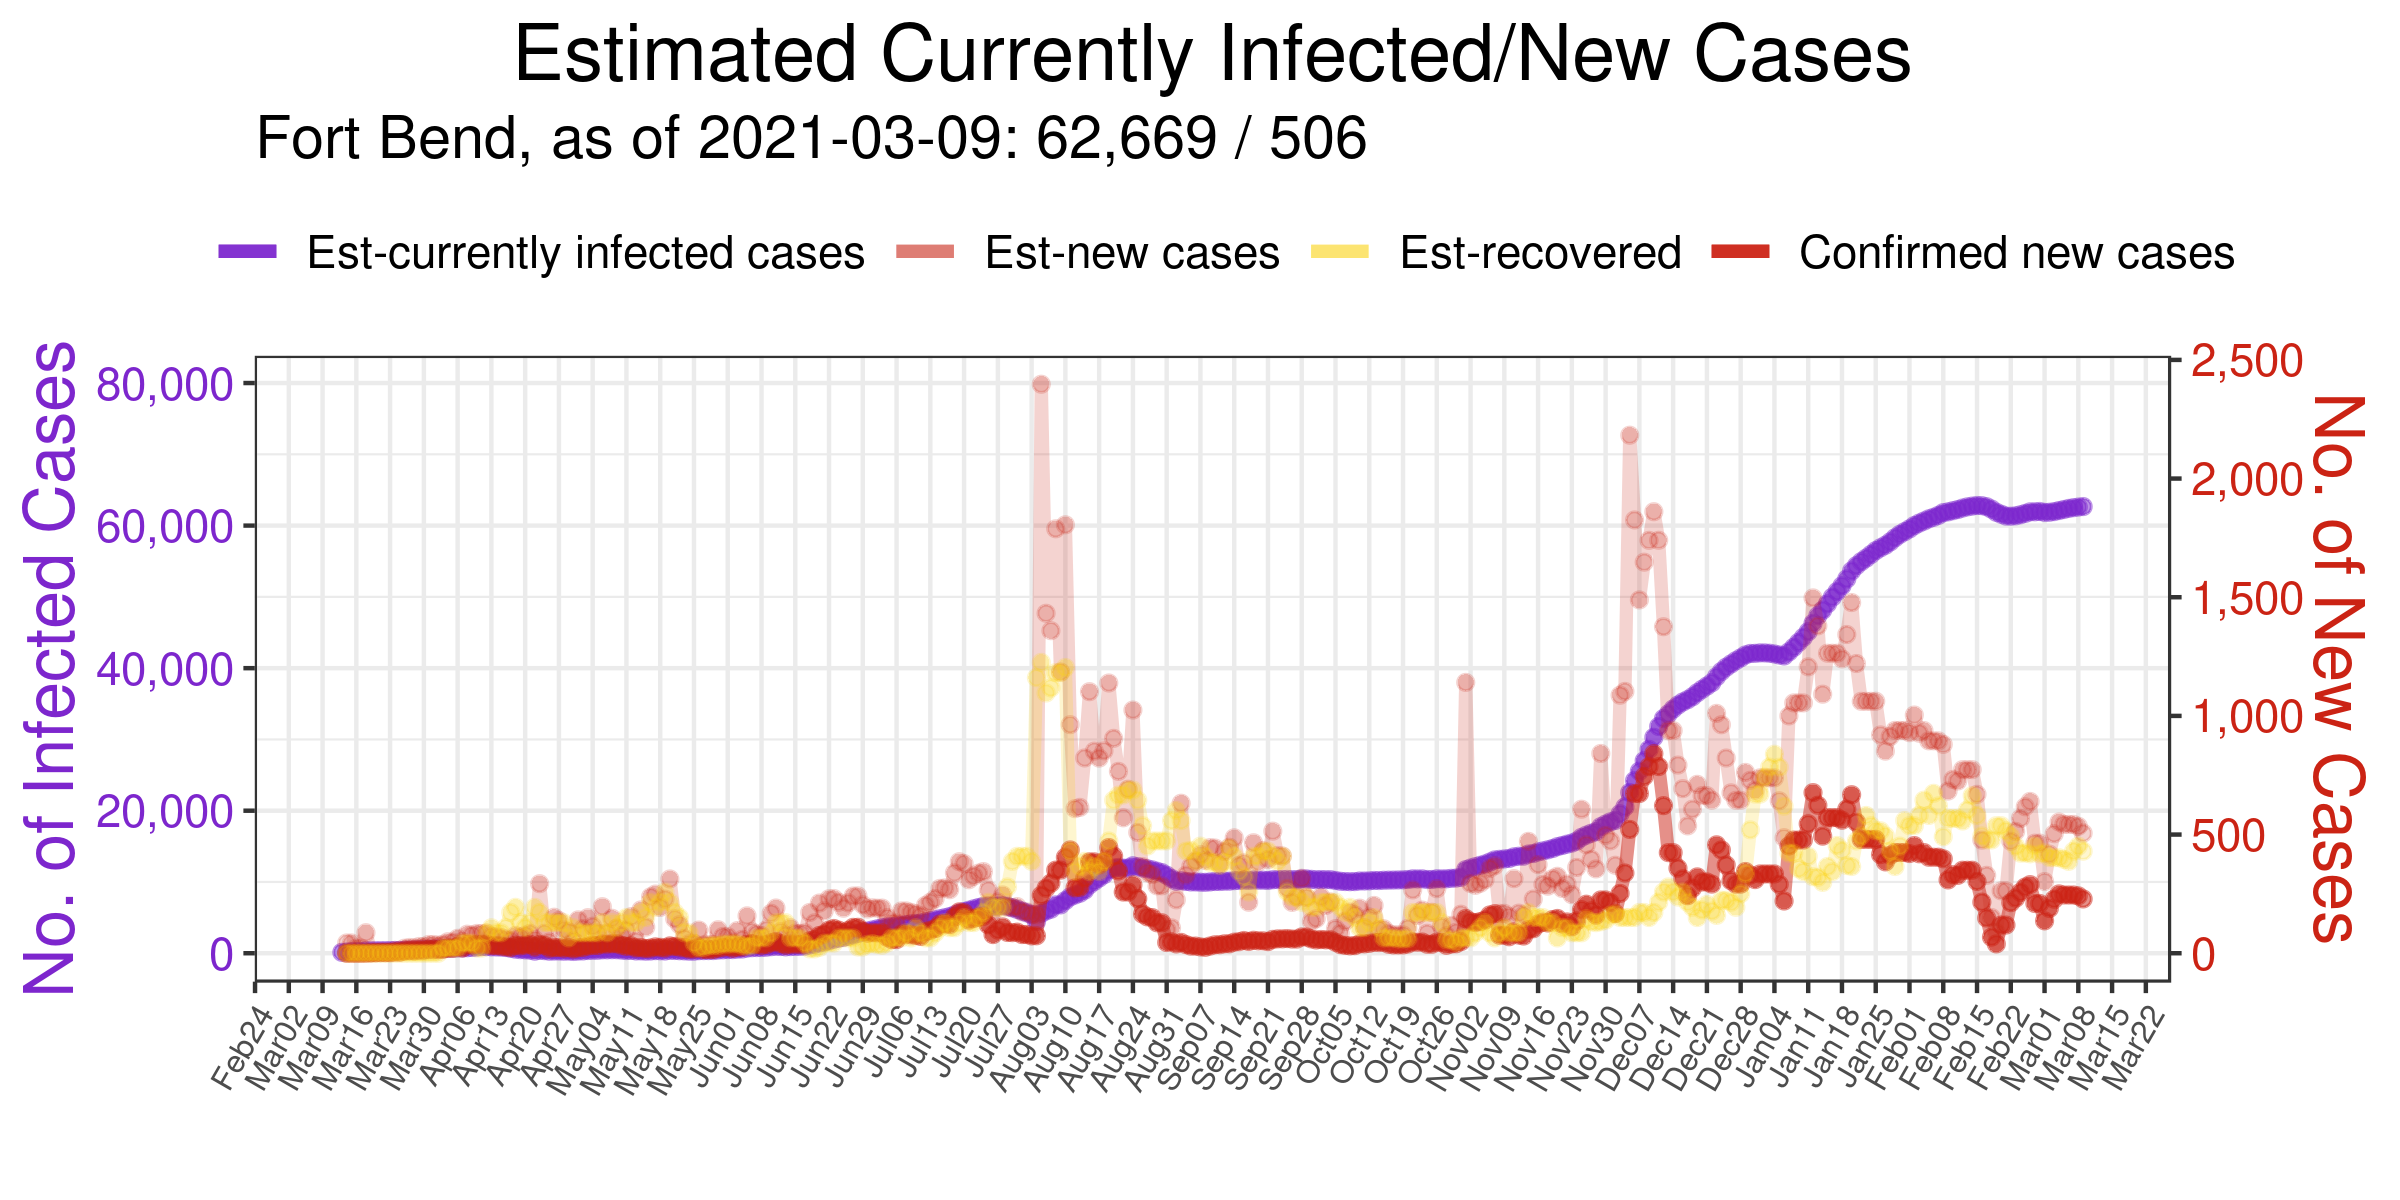 Estimated Currently Infected/New Cases
Fort Bend, as of 2021-03-09: 62,669 / 506
Est-currently infected cases Est-new cases Est-recovered Confirmed new cases
No. of Infected Cases
80,000
60,000
40,000
20,000
0
2,500
2,000
1,500
1,000
500
0
No. of New Cases
Feb24 Mar02 Mar09 Mar16 Mar23 Mar30 Apr06 Apr13 Apr20 Apr27 May04 May11 May18 May25 Jun01 Jun08 Jun15 Jun22 Jun29 Jul06 Jul13 Jul20 Jul27 Aug03 Aug10 Aug17 Aug24 Aug31 Sep07 Sep14 Sep21 Sep28 Oct05 Oct12 Oct19 Oct26 Nov02 Nov09 Nov16 Nov23 Nov30 Dec07 Dec14 Dec21 Dec28 Jan04 Jan11 Jan18 Jan25 Feb01 Feb08 Feb15 Feb22 Mar01 Mar08 Mar15 Mar22